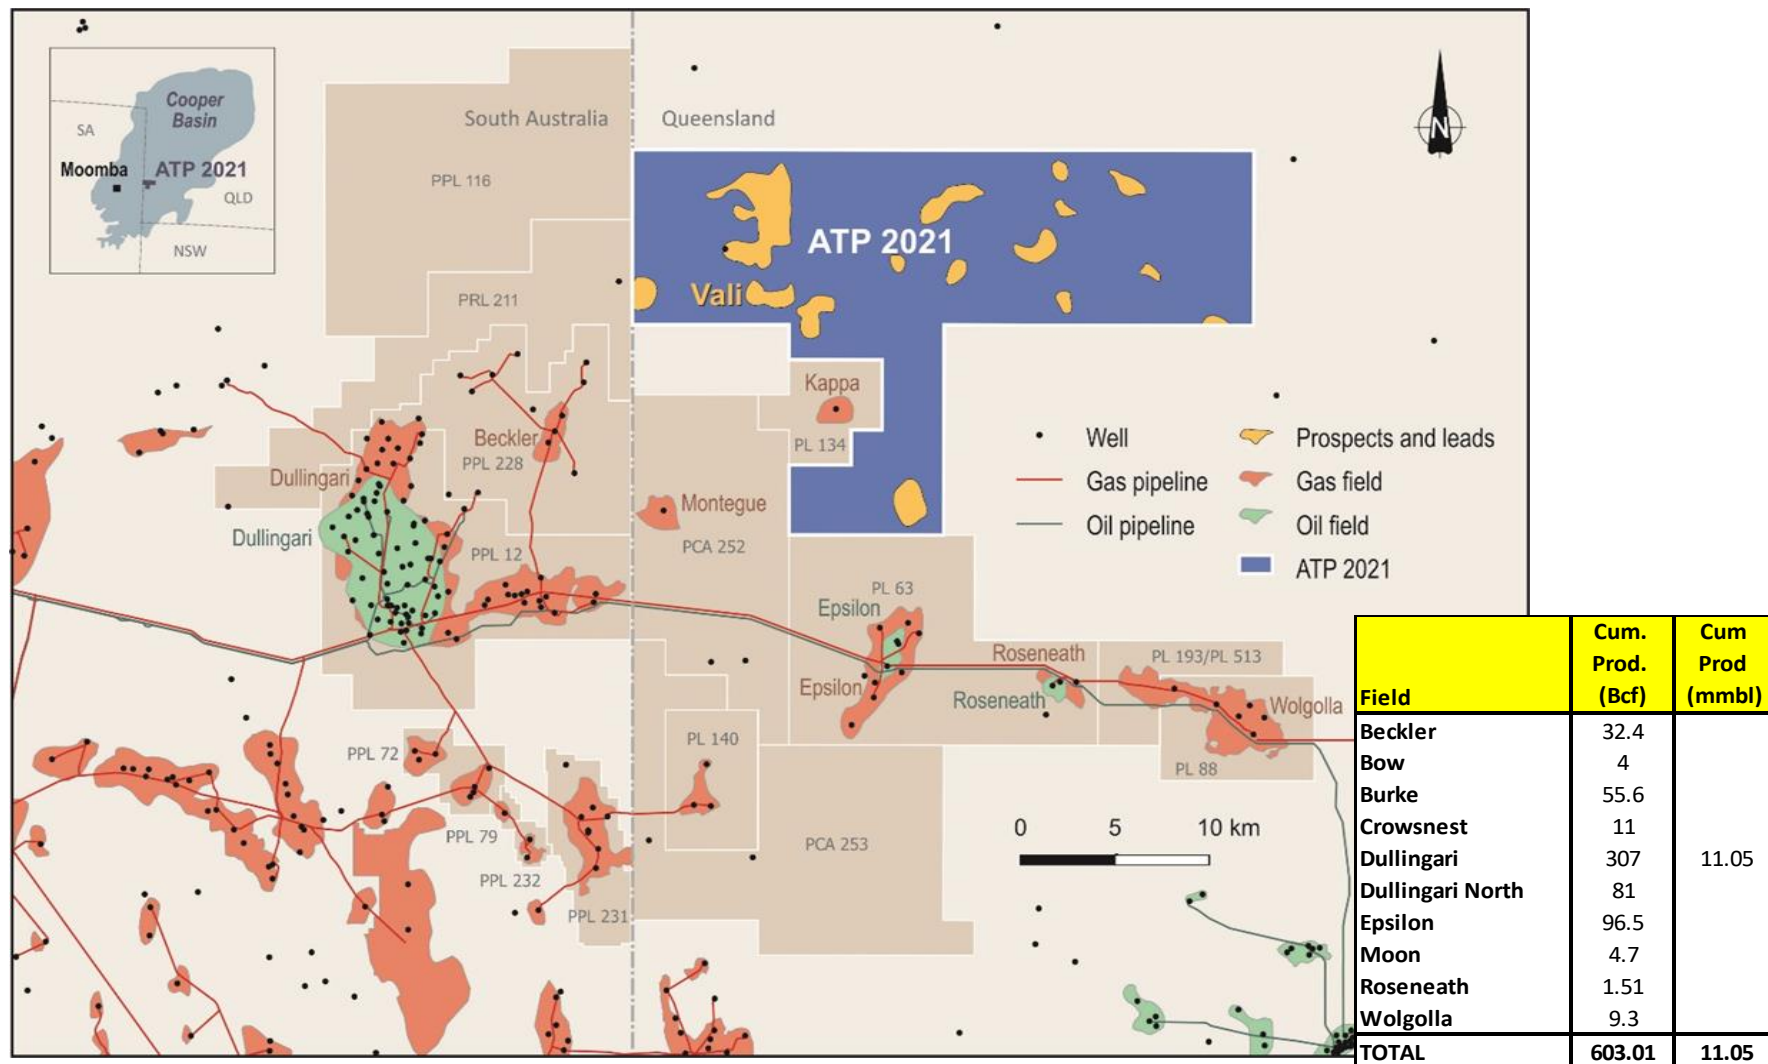 Cooper
Basin
SA
Moomba
ATP 2021
QLD
NSW
South Australia
Queensland
N
PPL 116
ATP 2021
Vali
PRL 211
Kappa
PL 134
Beckler
PPL 228
Dullingari
Dullingari
Montegue
PPL 12
PCA 252
Well
Gas pipeline
Oil pipeline
Prospects and leads
Gas field
Oil field
ATP 2021
PL 63
Epsilon
Epsilon
Roseneath
Roseneath
PL 193/PL 513
Wolgolla
PL 88
PL 140
PPL 72
PPL 79
PPL 232
PPL 231
PCA 253
0 5 10 km
Field Cum. Prod. (Bcf) Cum Prod (mmbl)
Beckler 32.4
Bow 4
Burke 55.6
Crowsnest 11
Dullingari 307 11.05
Dullingari North 81
Epsilon 96.5
Moon 4.7
Roseneath 1.51
Wolgolla 9.3
TOTAL 603.01 11.05